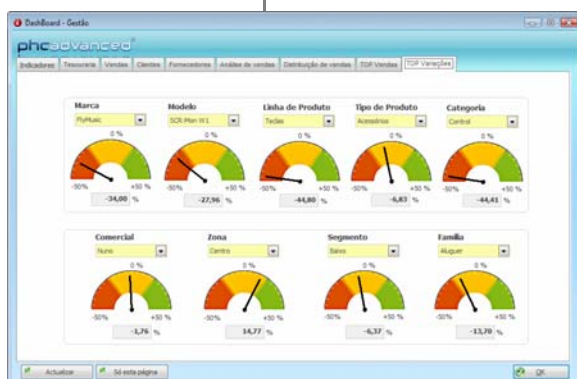 DashBoard - Gestão
phcadvanced
Indicadores Tesouraria Vendas Clientes Fornecedores Análise de vendas Distribuição de vendas TOP Vendas TOP Variações
Marca Modelo Linha de Produto Tipo de Produto Categoria
FlyMusic SCR Mon W1 Teclas Acessórios Control
0 % 0 % 0 % 0 % 0 %
-50% +50 % -50% +50 % -50% +50 % -50% +50 % -50% +50 %
-34,00 % -27,96 % -44,80 % -6,83 % -44,41 %
Comercial Zona Segmento Família
Nuno Centro Baixo Aluguer
0 % 0 % 0 % 0 %
-50% +50 % -50% +50 % -50% +50 % -50% +50 %
-1,76 % 14,77 % -6,37 % -13,70 %
Actualizar Só esta página OK